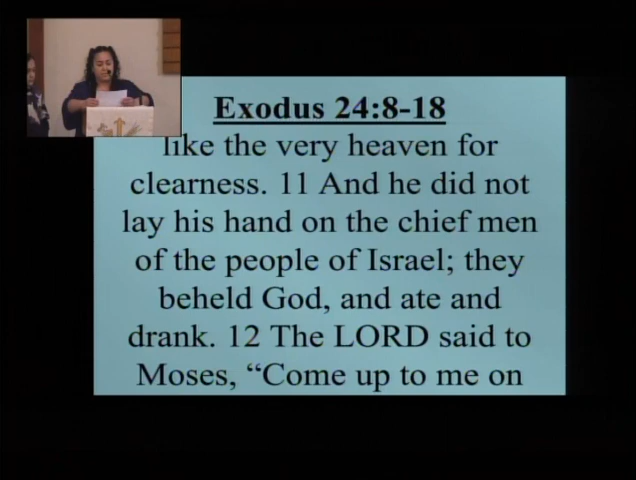 Exodus 24:8-18
like the very heaven for
clearness. 11 And he did not
lay his hand on the chief men
of the people of Israel; they
beheld God, and ate and
drank. 12 The LORD said to
Moses, “Come up to me on